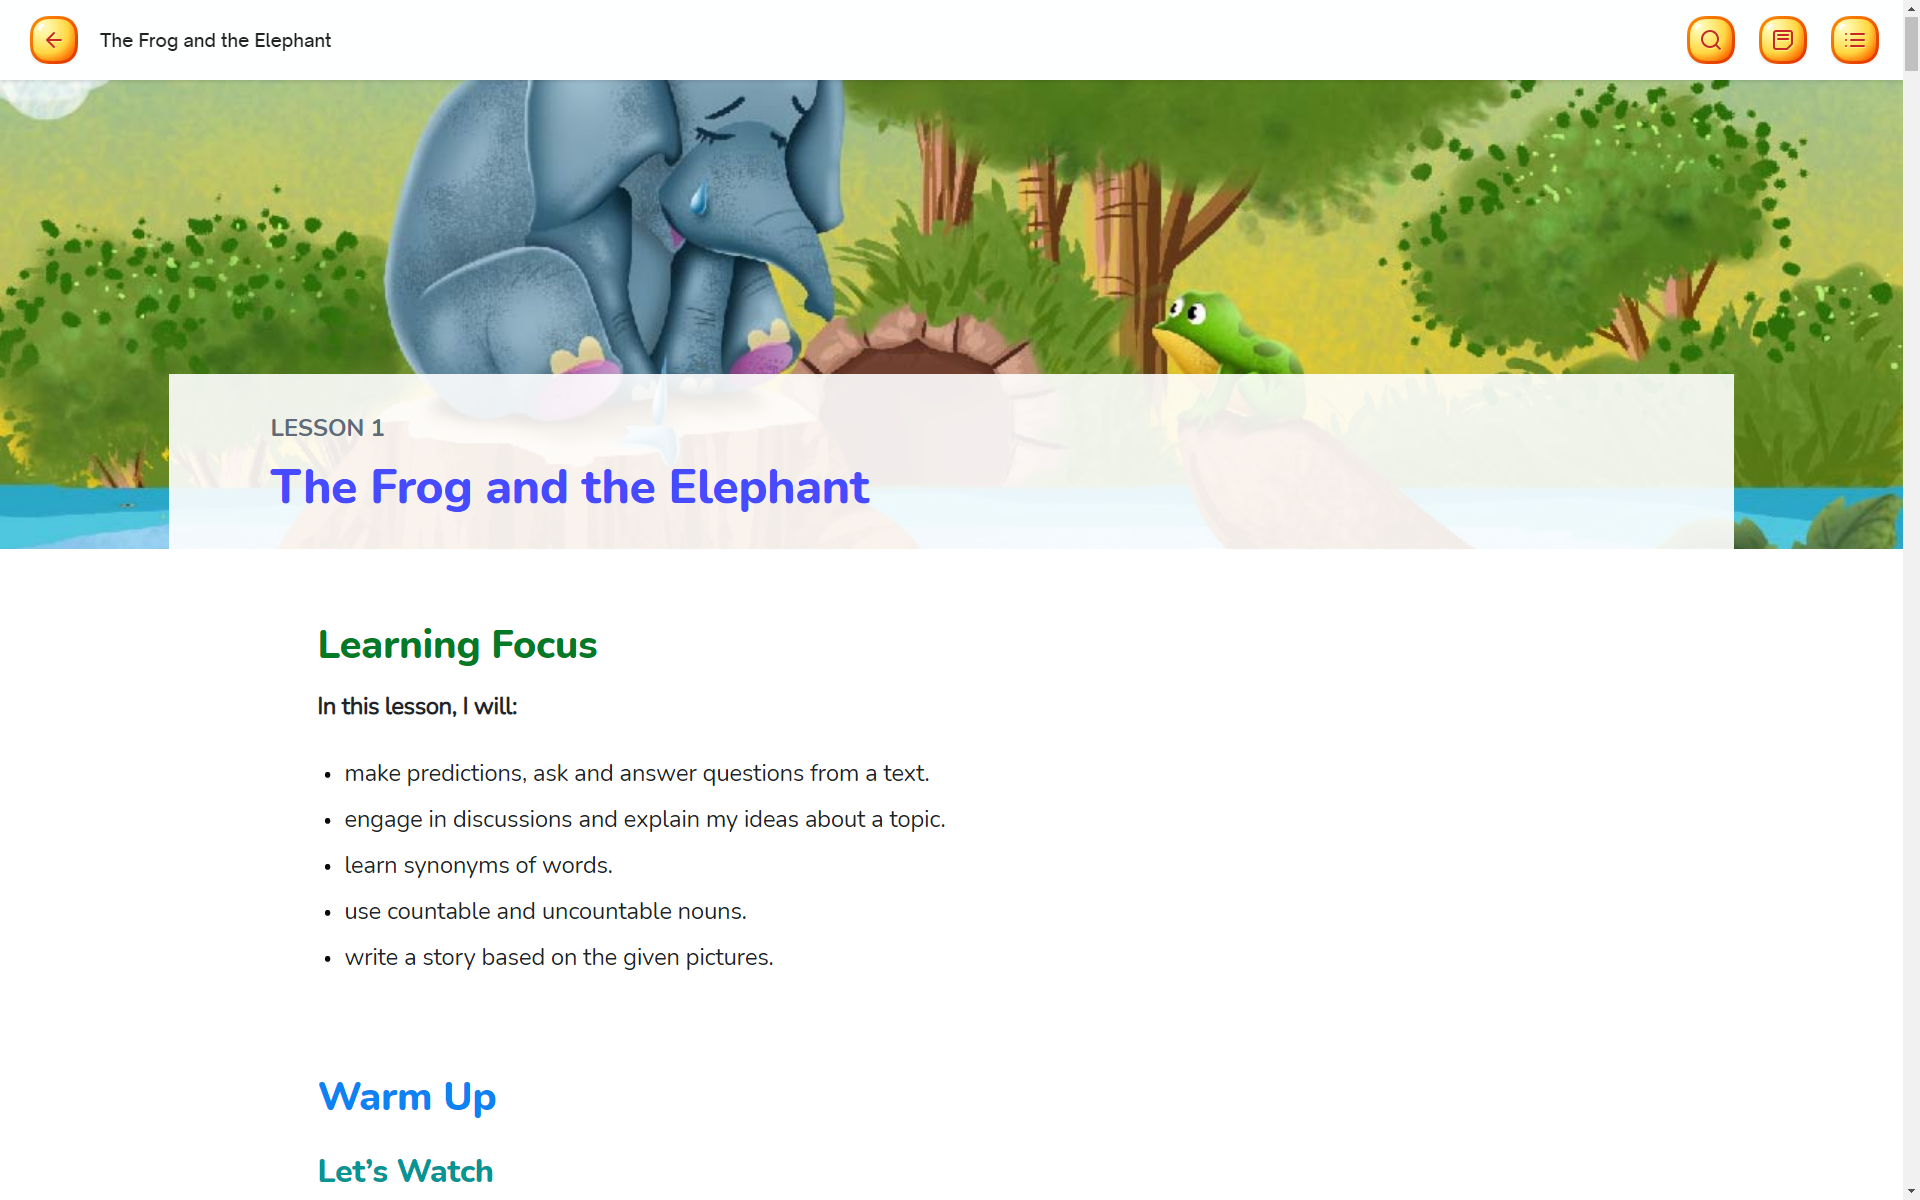 The Frog and the Elephant
LESSON 1
The Frog and the Elephant
Learning Focus
In this lesson, I will:
• make predictions, ask and answer questions from a text.
• engage in discussions and explain my ideas about a topic.
• learn synonyms of words.
• use countable and uncountable nouns.
• write a story based on the given pictures.
Warm Up
Let’s Watch